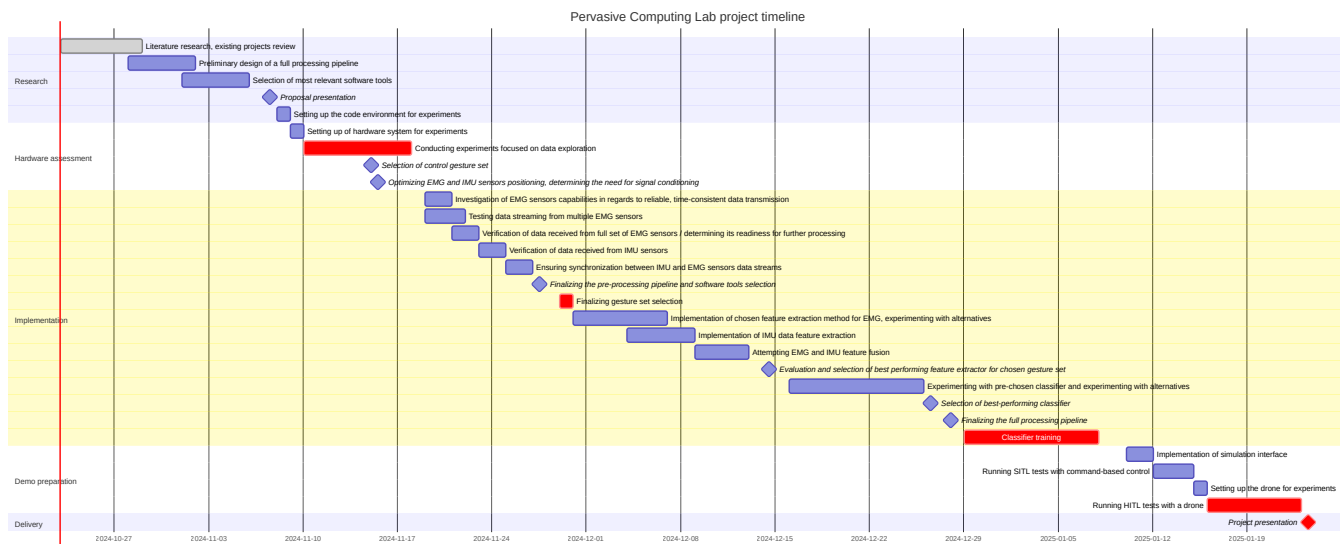 Pervasive Computing Lab project timeline
Research
Literature research, existing projects review
Preliminary design of a full processing pipeline
Selection of most relevant software tools
Proposal presentation
Setting up the code environment for experiments
Hardware assessment
Setting up of hardware system for experiments
Conducting experiments focused on data exploration
Selection of control gesture set
Optimizing EMG and IMU sensors positioning, determining the need for signal conditioning
Implementation
Investigation of EMG sensors capabilities in regards to reliable, time-consistent data transmission
Testing data streaming from multiple EMG sensors
Verification of data received from full set of EMG sensors / determining its readiness for further processing
Verification of data received from IMU sensors
Ensuring synchronization between IMU and EMG sensors data streams
Finalizing the pre-processing pipeline and software tools selection
Finalizing gesture set selection
Implementation of chosen feature extraction method for EMG, experimenting with alternatives
Implementation of IMU data feature extraction
Attempting EMG and IMU feature fusion
Evaluation and selection of best performing feature extractor for chosen gesture set
Experimenting with pre-chosen classifier and experimenting with alternatives
Selection of best-performing classifier
Finalizing the full processing pipeline
Classifier training
Demo preparation
Implementation of simulation interface
Running SITL tests with command-based control
Setting up the drone for experiments
Running HITL tests with a drone
Delivery
Project presentation
2024-10-27 2024-11-03 2024-11-10 2024-11-17 2024-11-24 2024-12-01 2024-12-08 2024-12-15 2024-12-22 2024-12-29 2025-01-05 2025-01-12 2025-01-19